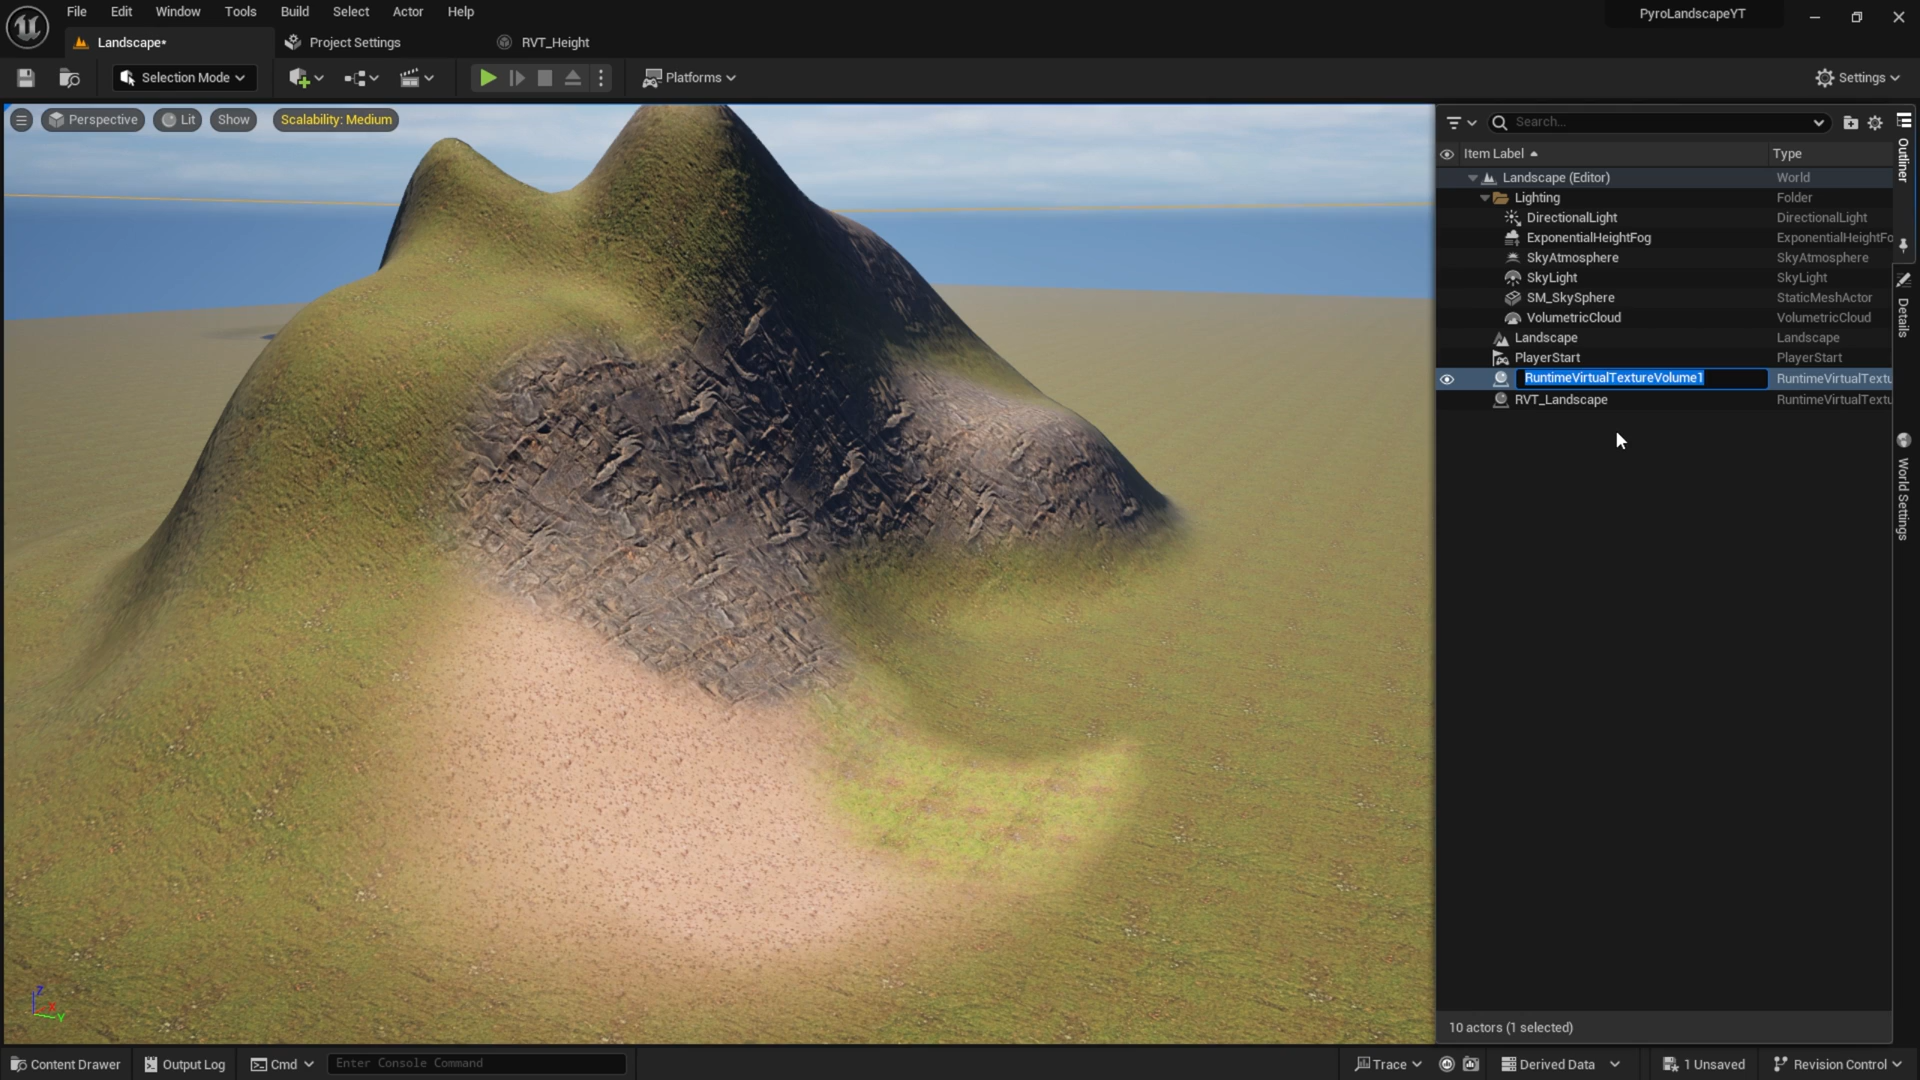 File Edit Window Tools Build Select Actor Help
PyroLandscapeYT
Landscape* Project Settings RVT_Height
Selection Mode Platforms Settings
Perspective Lit Show Scalability: Medium
Search...
Item Label Type
Landscape (Editor) World
Lighting Folder
DirectionalLight DirectionalLight
ExponentialHeightFog ExponentialHeightFo
SkyAtmosphere SkyAtmosphere
SkyLight SkyLight
SM_SkySphere StaticMeshActor
VolumetricCloud VolumetricCloud
Landscape Landscape
PlayerStart PlayerStart
RuntimeVirtualTextureVolume1 RuntimeVirtualTextu
RVT_Landscape RuntimeVirtualTextu
Outliner
Details
World Settings
Z
X
Y
10 actors (1 selected)
Content Drawer Output Log Cmd Enter Console Command Trace Derived Data 1 Unsaved Revision Control